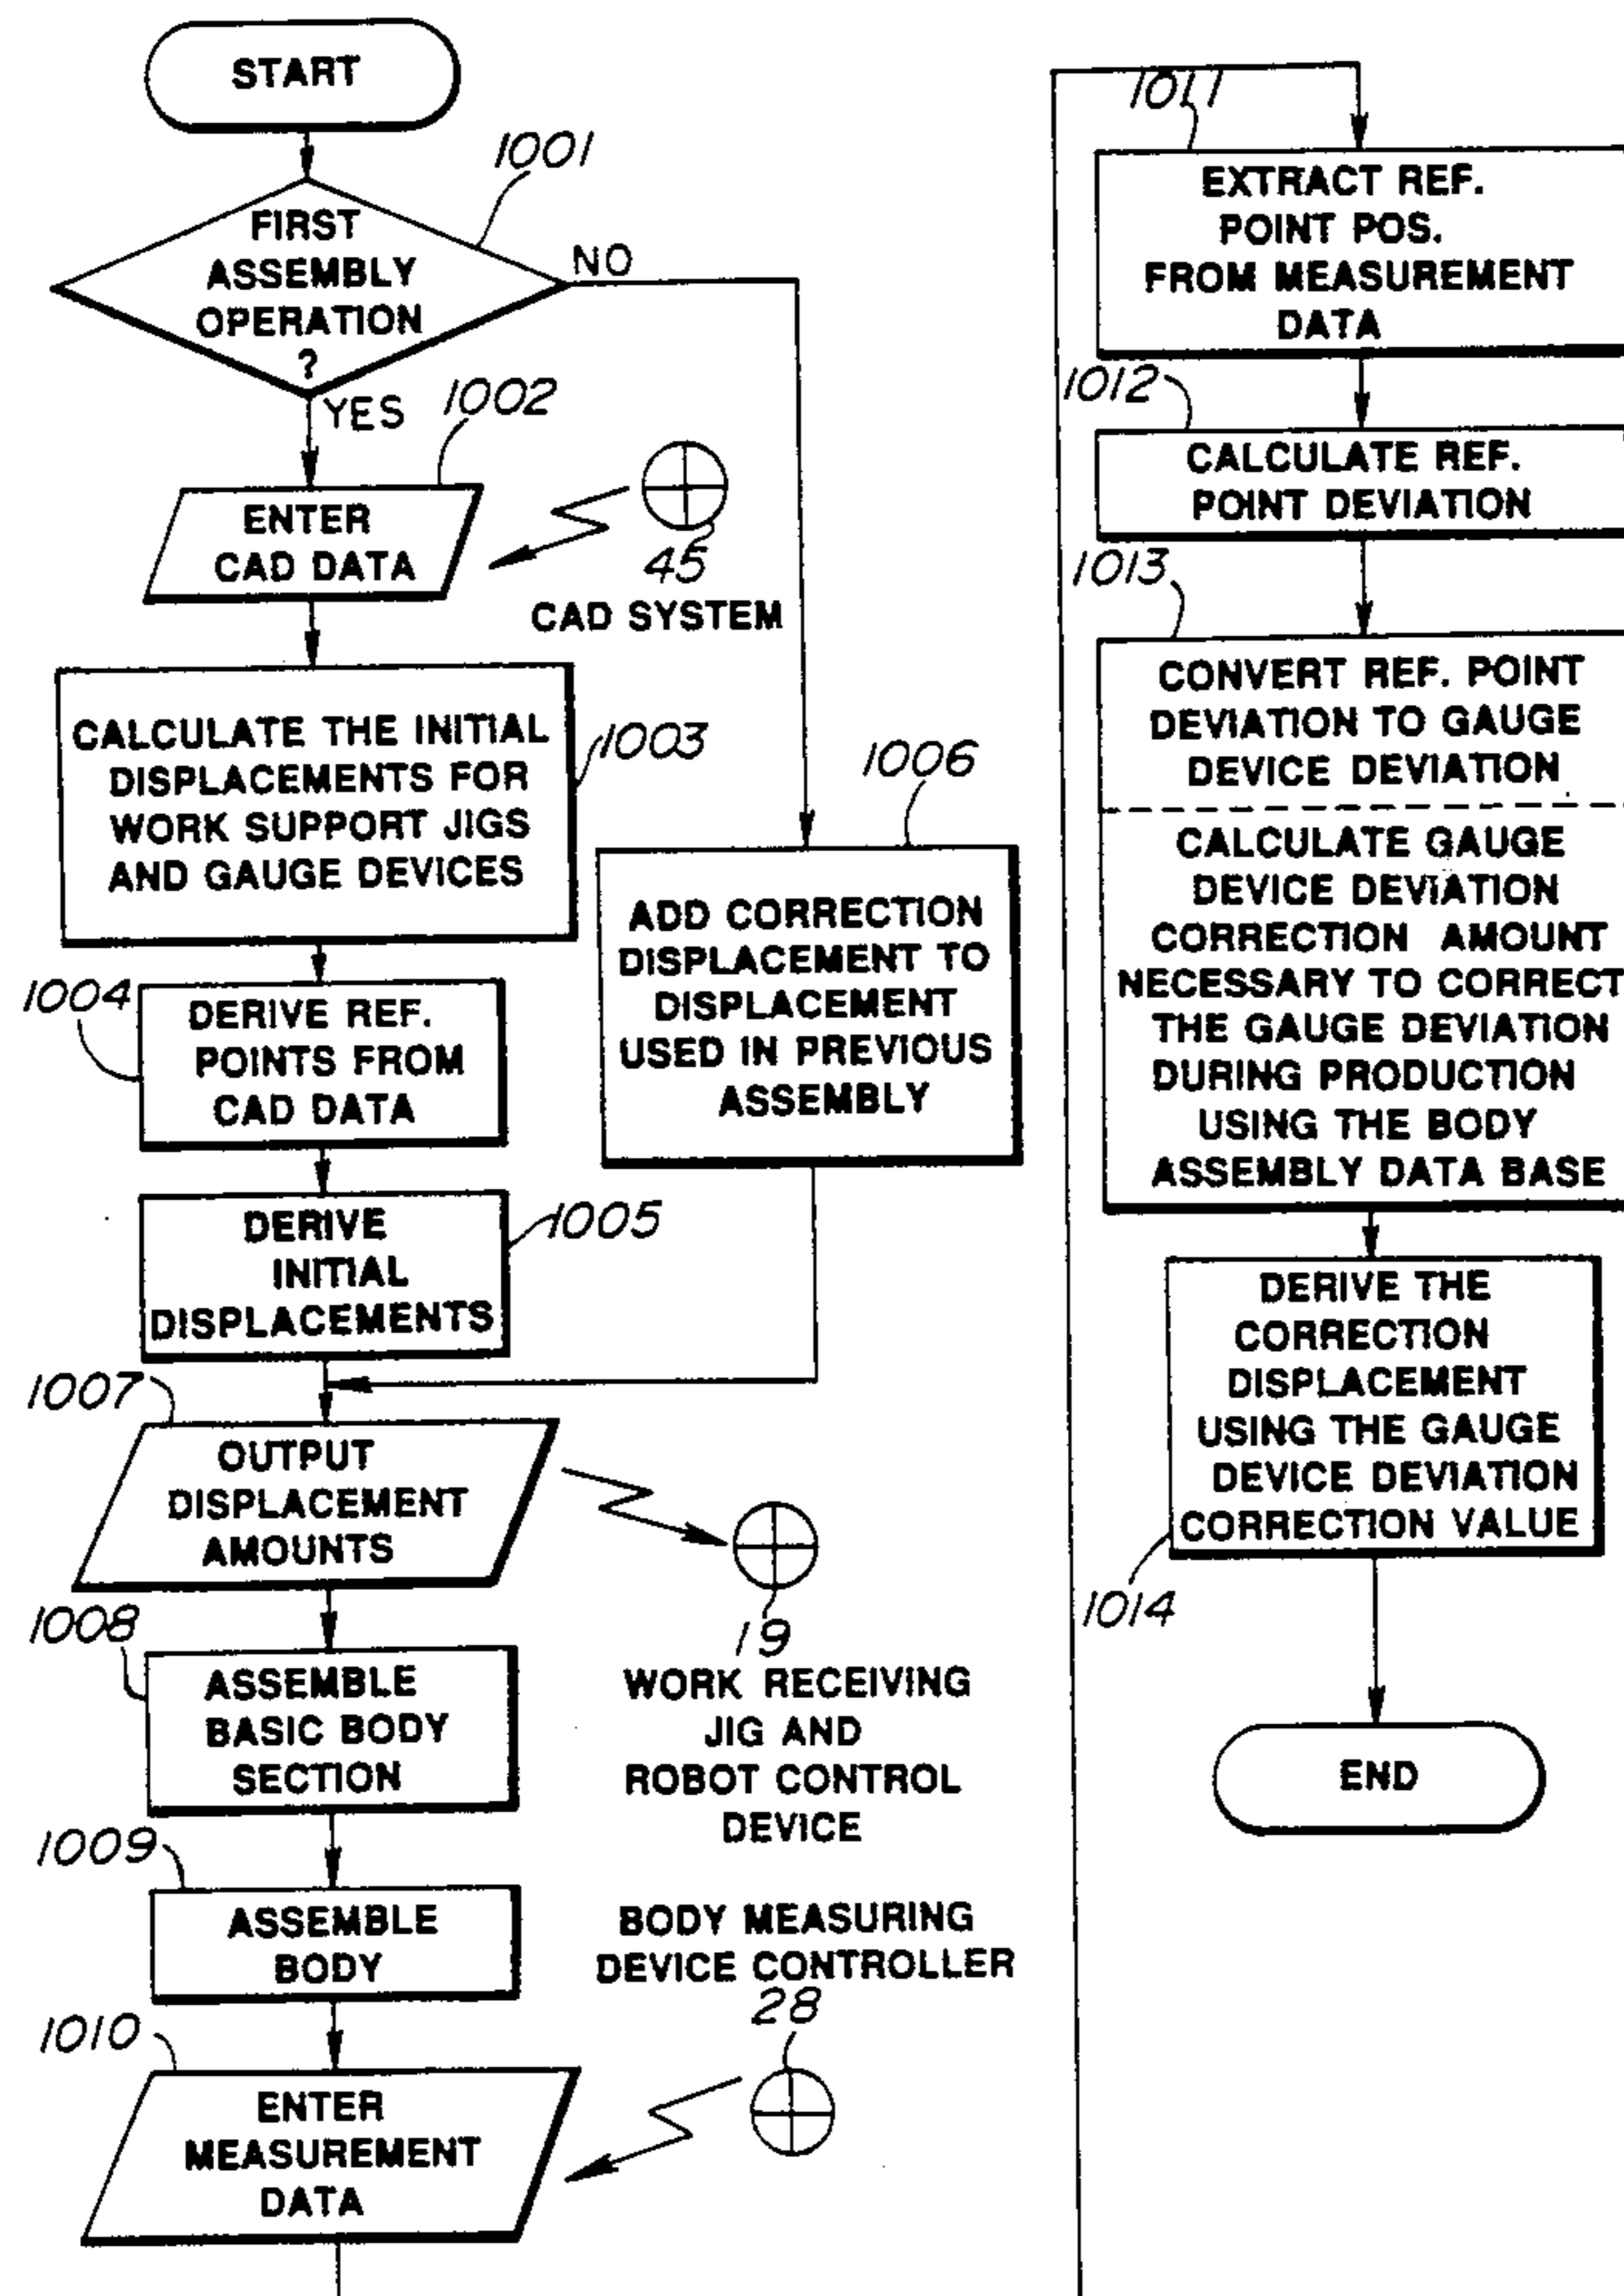 START
1001
FIRST
ASSEMBLY
OPERATION
?
NO
YES
1002
ENTER
CAD DATA
45
CAD SYSTEM
CALCULATE THE INITIAL
DISPLACEMENTS FOR
WORK SUPPORT JIGS
AND GAUGE DEVICES
1003
1006
ADD CORRECTION
DISPLACEMENT TO
DISPLACEMENT
USED IN PREVIOUS
ASSEMBLY
1004
DERIVE REF.
POINTS FROM
CAD DATA
1005
DERIVE
INITIAL
DISPLACEMENTS
1007
OUTPUT
DISPLACEMENT
AMOUNTS
19
WORK RECEIVING
JIG AND
ROBOT CONTROL
DEVICE
1008
ASSEMBLE
BASIC BODY
SECTION
1009
ASSEMBLE
BODY
BODY MEASURING
DEVICE CONTROLLER
28
1010
ENTER
MEASUREMENT
DATA
1011
EXTRACT REF.
POINT POS.
FROM MEASUREMENT
DATA
1012
CALCULATE REF.
POINT DEVIATION
1013
CONVERT REF. POINT
DEVIATION TO GAUGE
DEVICE DEVIATION
CALCULATE GAUGE
DEVICE DEVIATION
CORRECTION AMOUNT
NECESSARY TO CORRECT
THE GAUGE DEVIATION
DURING PRODUCTION
USING THE BODY
ASSEMBLY DATA BASE
DERIVE THE
CORRECTION
DISPLACEMENT
USING THE GAUGE
DEVICE DEVIATION
CORRECTION VALUE
1014
END